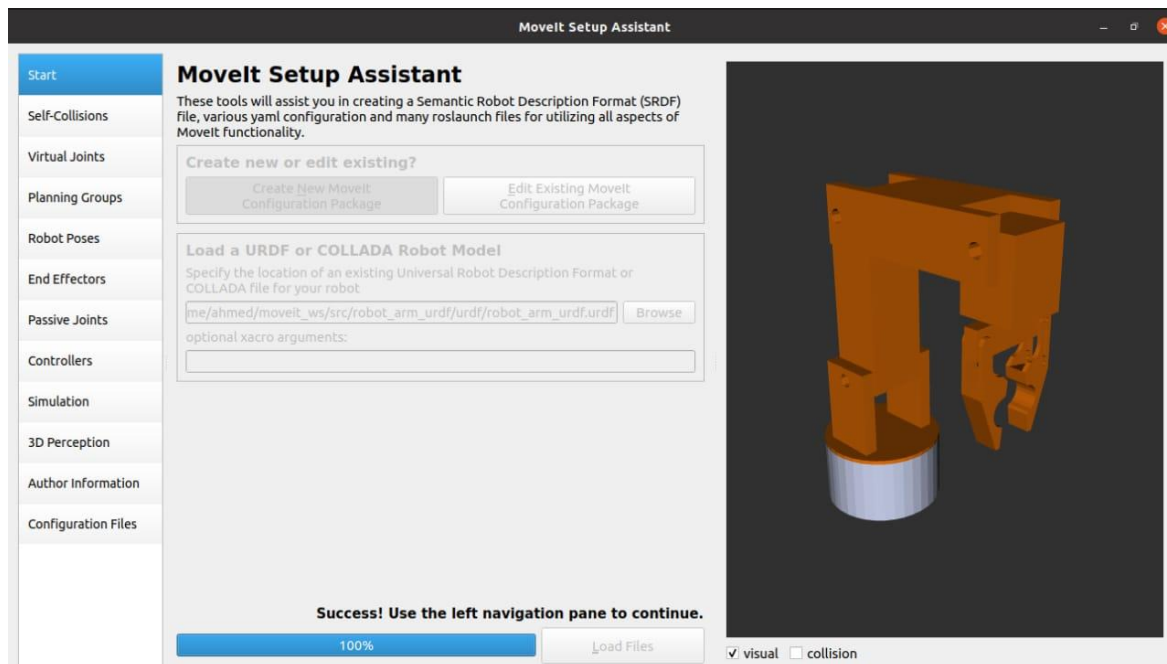 MoveIt Setup Assistant
Start
Self-Collisions
Virtual Joints
Planning Groups
Robot Poses
End Effectors
Passive Joints
Controllers
Simulation
3D Perception
Author Information
Configuration Files
MoveIt Setup Assistant
These tools will assist you in creating a Semantic Robot Description Format (SRDF)
file, various yaml configuration and many roslaunch files for utilizing all aspects of
MoveIt functionality.
Create new or edit existing?
Create New MoveIt
Configuration Package
Edit Existing MoveIt
Configuration Package
Load a URDF or COLLADA Robot Model
Specify the location of an existing Universal Robot Description Format or
COLLADA file for your robot
me/ahmed/moveit_ws/src/robot_arm_urdf/urdf/robot_arm_urdf.urdf
Browse
optional xacro arguments:
Success! Use the left navigation pane to continue.
100%
Load Files
visual
collision